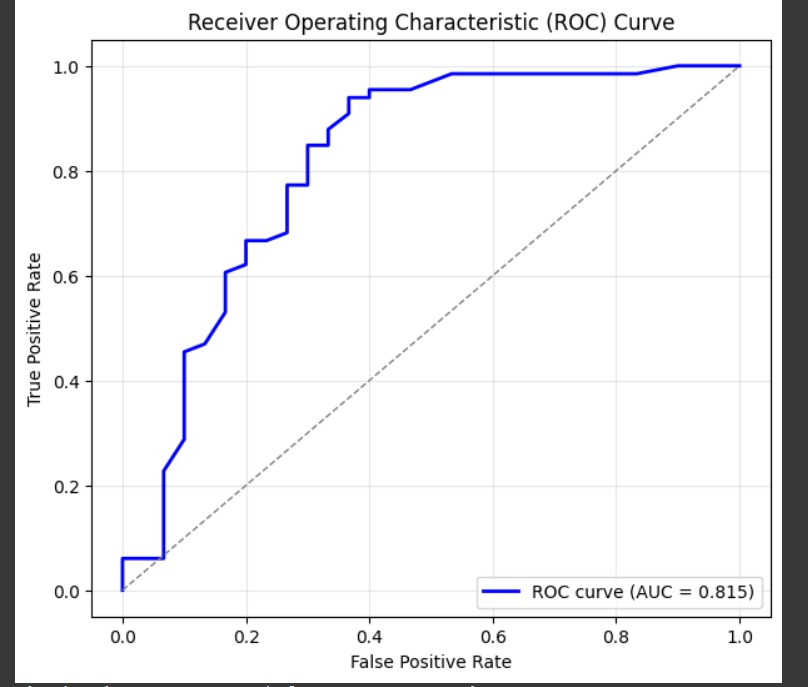 Receiver Operating Characteristic (ROC) Curve
True Positive Rate
1.0
0.8
0.6
0.4
0.2
0.0
ROC curve (AUC = 0.815)
0.0 0.2 0.4 0.6 0.8 1.0
False Positive Rate